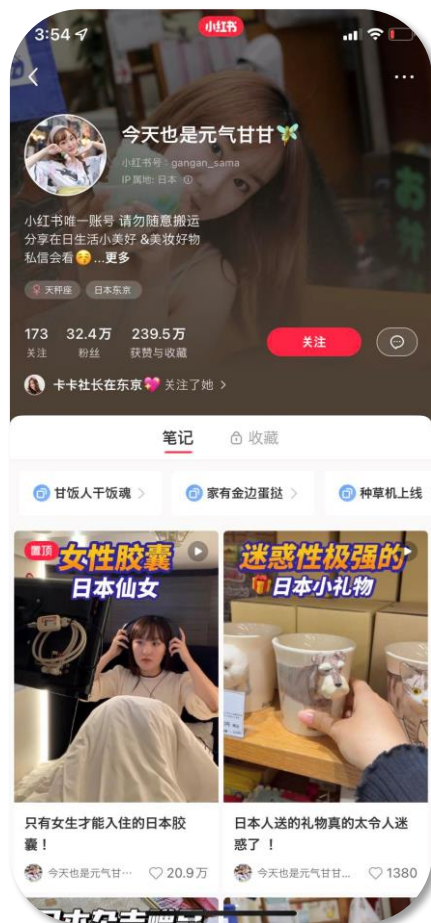 3:54
小红书
今天也是元气甘甘
小红书号：gangan_sama
IP属地：日本
小红书唯一账号 请勿随意搬运
分享在日生活小美好 &美妆好物
私信会看 ...更多
天秤座 日本东京
173 32.4万 239.5万
关注 粉丝 获赞与收藏
关注
卡卡社长在东京 关注了她
笔记 收藏
甘饭人干饭魂
家有金边蛋挞
种草机上线
置顶 女性胶囊
日本仙女
只有女生才能入住的日本胶
囊！
今天也是元气甘... 20.9万
迷惑性极强的
日本小礼物
日本人送的礼物真的太令人迷
惑了 ！
今天也是元气甘甘... 1380